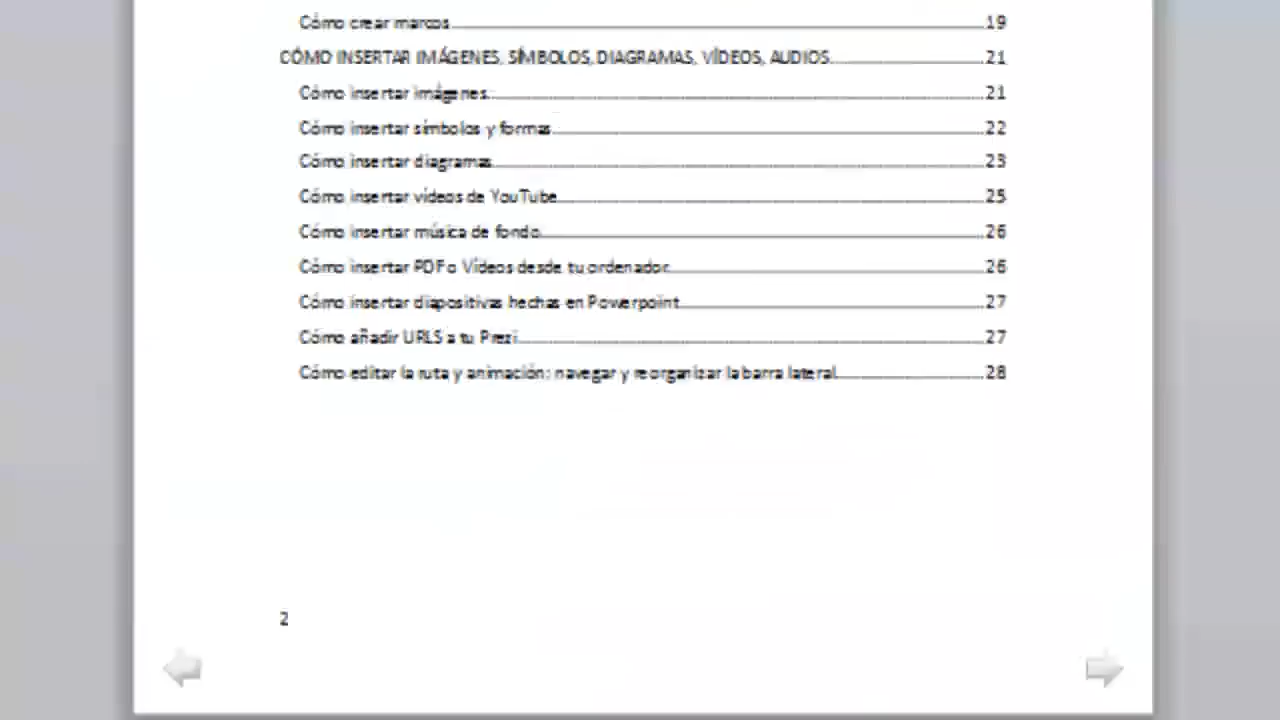 Cómo crear marcos 19
CÓMO INSERTAR IMÁGENES, SÍMBOLOS, DIAGRAMAS, VÍDEOS, AUDIOS 21
Cómo insertar imágenes: 21
Cómo insertar símbolos y formas 22
Cómo insertar diagramas 23
Cómo insertar vídeos de YouTube 25
Cómo insertar música de fondo 26
Cómo insertar PDF o Vídeos desde tu ordenador 26
Cómo insertar diapositivas hechas en Powerpoint 27
Cómo añadir URLS a tu Prezi 27
Cómo editar la ruta y animación; navegar y reorganizar la barra lateral 28
2